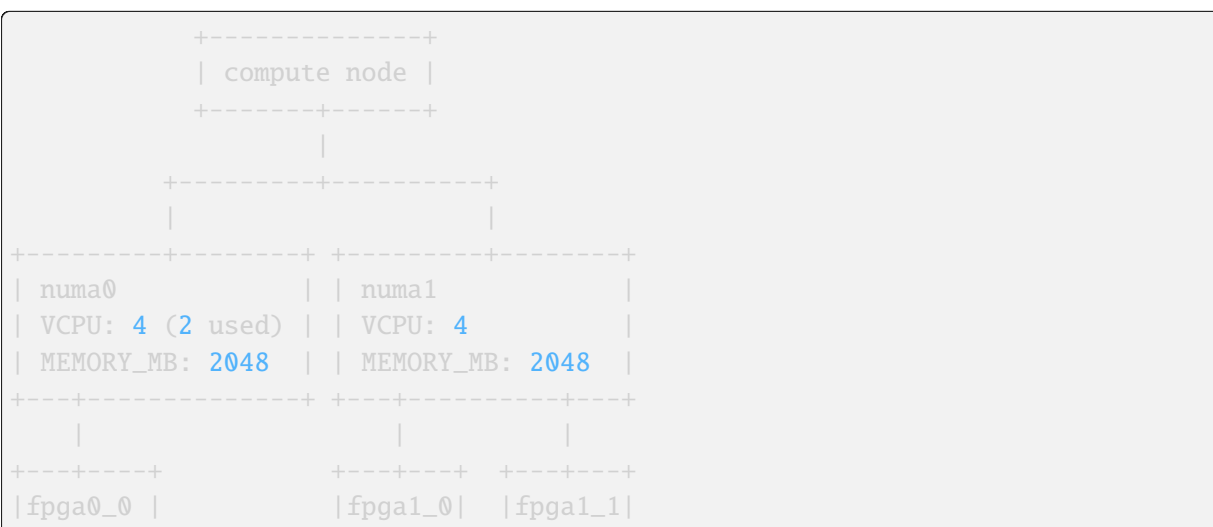 +--------------+
| compute node |
+-------+------+
|
+---------+----------+
| |
+---------+--------+ +---------+--------+
| numa0 | | numa1 |
| VCPU: 4 (2 used) | | VCPU: 4 |
| MEMORY_MB: 2048 | | MEMORY_MB: 2048 |
+---+--------------+ +---+----------+---+
| | |
+---+----+ +---+---+ +---+---+
|fpga0_0 | |fpga1_0| |fpga1_1|